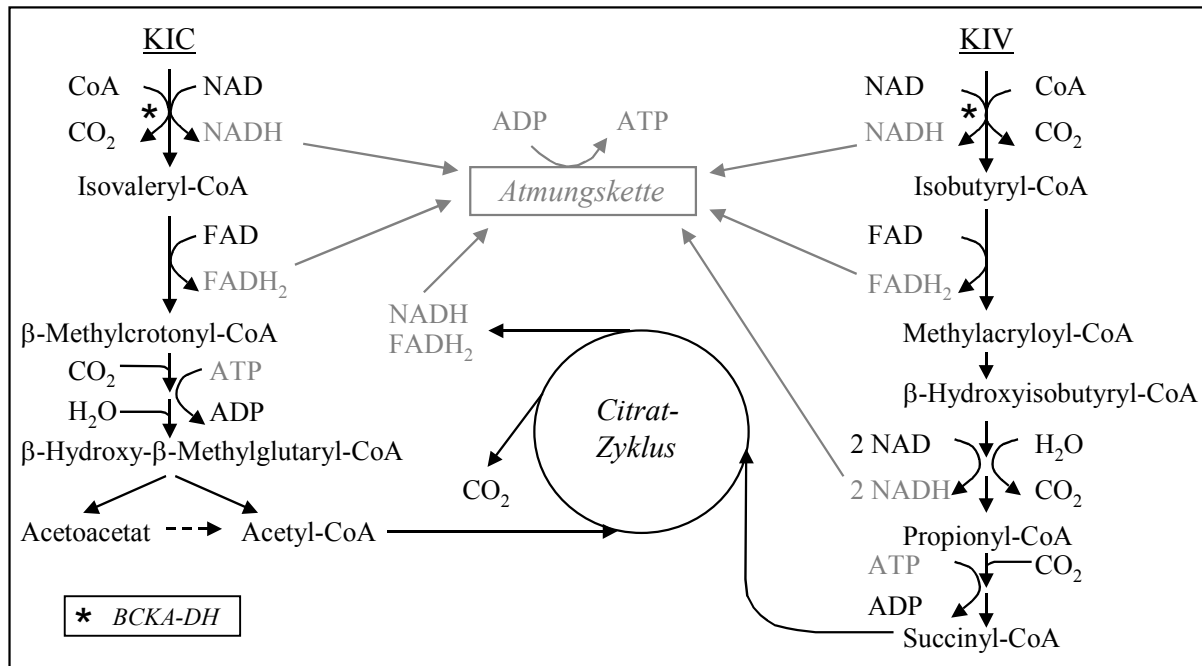 KIC
CoA NAD
*
CO₂ NADH
Isovaleryl-CoA
FAD
FADH₂
β-Methylcrotonyl-CoA
CO₂ ATP
H₂O ADP
β-Hydroxy-β-Methylglutaryl-CoA
Acetoacetat Acetyl-CoA
* BCKA-DH
ADP ATP
Atmungskette
NADH
FADH₂
Citrat-
Zyklus
CO₂
KIV
NAD CoA
*
NADH CO₂
Isobutyryl-CoA
FAD
FADH₂
Methylacryloyl-CoA
β-Hydroxyisobutyryl-CoA
2 NAD H₂O
2 NADH CO₂
Propionyl-CoA
ATP CO₂
ADP
Succinyl-CoA